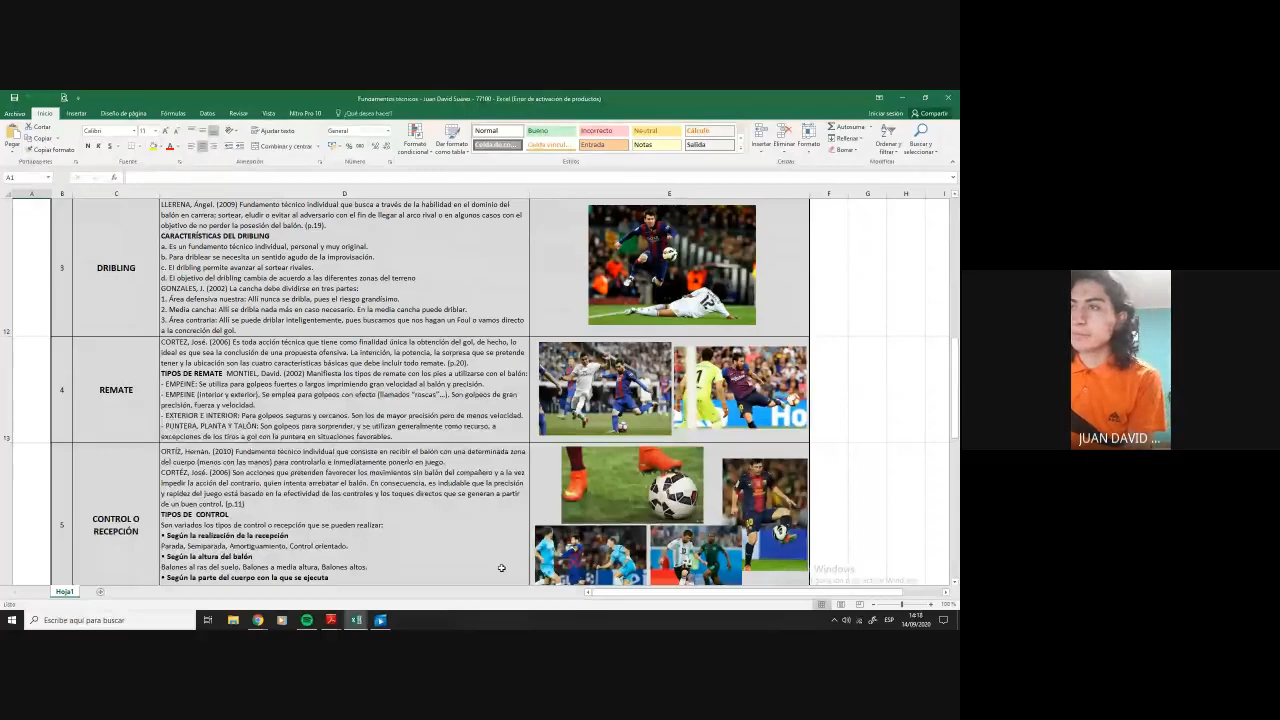 Fundamentos técnicos - Juan David Suáres - 77100 - Excel (Error de activación de productos)
Archivo Inicio Insertar Diseño de página Fórmulas Datos Revisar Vista Nitro Pro 10 ¿Qué desea hacer? Iniciar sesión Compartir
Cortar
Copiar
Copiar formato
Pegar
Calibri 11
N K S
Ajustar texto
Combinar y centrar
General
Formato condicional
Dar formato como tabla
Normal Bueno Incorrecto Neutral Cálculo
Celda de co... Celda vincul... Entrada Notas Salida
Insertar Eliminar Formato
Autosuma
Rellenar
Borrar
Ordenar y filtrar
Buscar y seleccionar
Portapapeles Fuente Alineación Número Estilos Celdas Modificar
A1
A B C D E F G H I
LLERENA, Ángel. (2009) Fundamento técnico individual que busca a través de la habilidad en el dominio del
balón en carrera; sortear, eludir o evitar al adversario con el fin de llegar al arco rival o en algunos casos con el
objetivo de no perder la posesión del balón. (p.19).
CARACTERÍSTICAS DEL DRIBLING
a. Es un fundamento técnico individual, personal y muy original.
b. Para driblear se necesita un sentido agudo de la improvisación.
3 DRIBLING
c. El dribling permite avanzar al sortear rivales.
d. El objetivo del dribling cambia de acuerdo a las diferentes zonas del terreno
GONZALES, J. (2002) La cancha debe dividirse en tres partes:
1. Área defensiva nuestra: Allí nunca se dribla, pues el riesgo grandísimo.
2. Media cancha: Allí se dribla nada más en caso necesario. En la media cancha puede driblar.
3. Área contraria: Allí se puede driblar inteligentemente, pues buscamos que nos hagan un Foul o vamos directo
a la concreción del gol.
12
CORTEZ, José. (2006) Es toda acción técnica que tiene como finalidad única la obtención del gol, de hecho, lo
ideal es que sea la conclusión de una propuesta ofensiva. La intención, la potencia, la sorpresa que se pretende
tener y la ubicación son las cuatro características básicas que debe incluir todo remate. (p.20).
TIPOS DE REMATE MONTIEL, David. (2002) Manifiesta los tipos de remate con los pies a utilizarse con el balón:
- EMPEINE: Se utiliza para golpeos fuertes o largos imprimiendo gran velocidad al balón y precisión.
4 REMATE
- EMPEINE (interior y exterior). Se emplea para golpeos con efecto (llamados "roscas"...). Son golpeos de gran
precisión, fuerza y velocidad.
- EXTERIOR E INTERIOR: Para golpeos seguros y cercanos. Son los de mayor precisión pero de menos velocidad.
- PUNTERA, PLANTA Y TALÓN: Son golpeos para sorprender, y se utilizan generalmente como recurso, a
excepciones de los tiros a gol con la puntera en situaciones favorables.
13
ORTÍZ, Hernán. (2010) Fundamento técnico individual que consiste en recibir el balón con una determinada zona
del cuerpo (menos con las manos) para controlarlo e inmediatamente ponerlo en juego.
CORTÉZ, José. (2006) Son acciones que pretenden favorecer los movimientos sin balón del compañero y a la vez
impedir la acción del contrario, quien intenta arrebatar el balón. En consecuencia, es indudable que la precisión
y rapidez del juego está basado en la efectividad de los controles y los toques directos que se generan a partir
de un buen control. (p.11)
TIPOS DE CONTROL
5 CONTROL O RECEPCIÓN
Son variados los tipos de control o recepción que se pueden realizar:
• Según la realización de la recepción
Parada, Semiparada, Amortiguamiento, Control orientado.
• Según la altura del balón
Balones al ras del suelo. Balones a media altura, Balones altos.
• Según la parte del cuerpo con la que se ejecuta
12
1
Ho
10
Windows
Hoja1
Listo
100 %
Escribe aquí para buscar
ESP
14:18
14/09/2020
JUAN DAVID ...